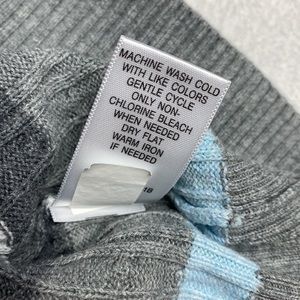 MACHINE WASH COLD
WITH LIKE COLORS
GENTLE CYCLE
ONLY NON-
CHLORINE BLEACH
WHEN NEEDED
DRY FLAT
WARM IRON
IF NEEDED